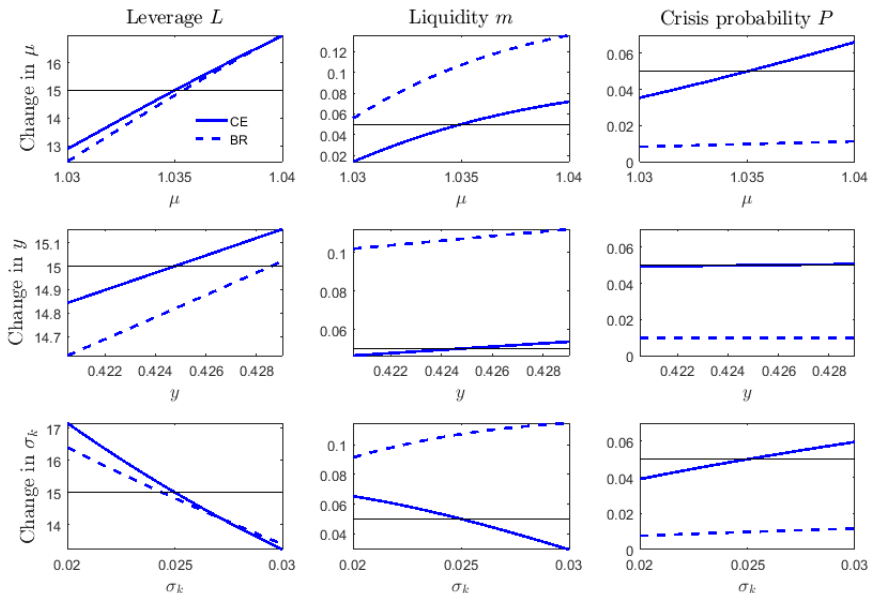 Leverage L Liquidity m Crisis probability P
Change in μ
16
15
14
13
1.03 1.035 1.04
μ
CE
BR
0.12
0.1
0.08
0.06
0.04
0.02
1.03 1.035 1.04
μ
0.06
0.04
0.02
0
1.03 1.035 1.04
μ
Change in y
15.1
15
14.9
14.8
14.7
0.422 0.424 0.426 0.428
y
0.1
0.06
0.422 0.424 0.426 0.428
y
0.06
0.04
0.02
0
0.422 0.424 0.426 0.428
y
Change in σk
17
16
15
14
13
0.02 0.025 0.03
σk
0.1
0.08
0.06
0.04
0.02 0.025 0.03
σk
0.06
0.04
0.02
0
0.02 0.025 0.03
σk